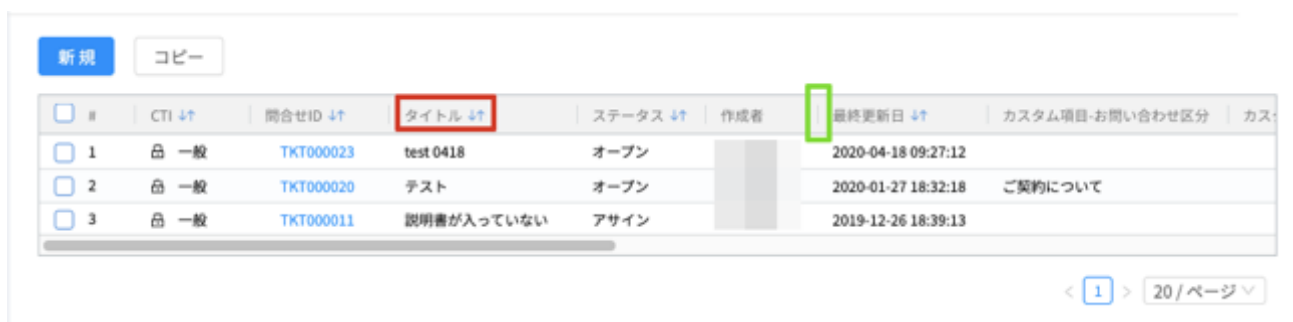 新規 コピー
# CTI ↓↑ 問合せID ↓↑ タイトル ↓↑ ステータス ↓↑ 作成者 最終更新日 ↓↑ カスタム項目-お問い合わせ区分 カス
1 一般 TKT000023 test 0418 オープン 2020-04-18 09:27:12
2 一般 TKT000020 テスト オープン 2020-01-27 18:32:18 ご契約について
3 一般 TKT000011 説明書が入っていない アサイン 2019-12-26 18:39:13
< 1 > 20 / ページ